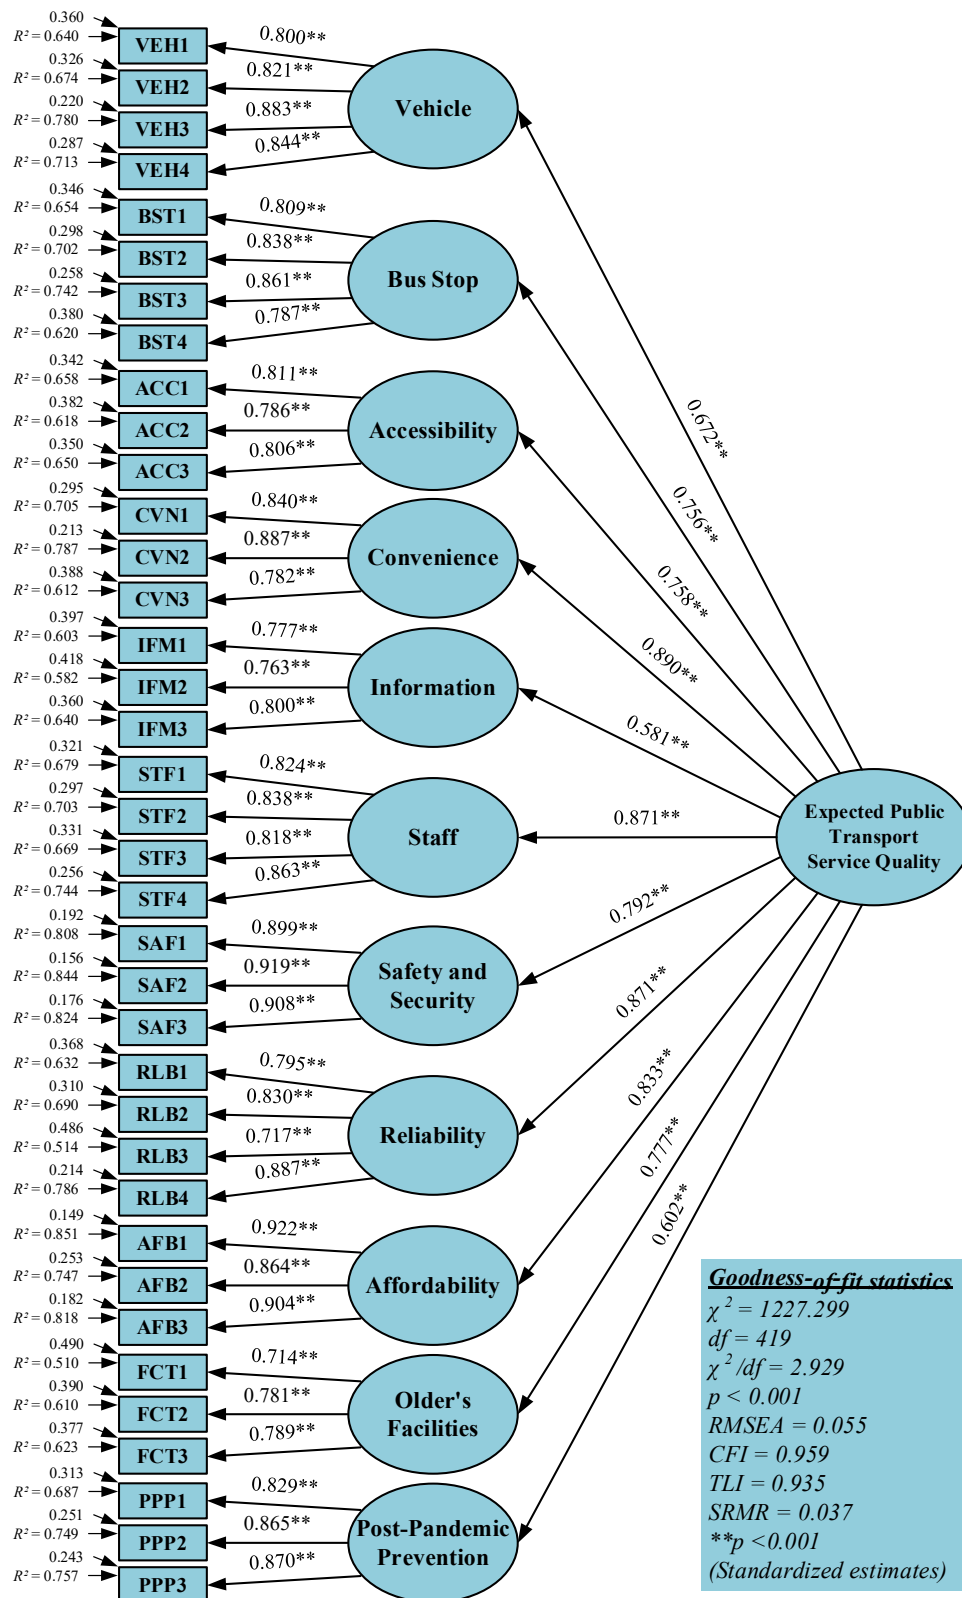 0.360
R² = 0.640
VEH1
0.800**
0.326
R² = 0.674
VEH2
0.821**
0.220
R² = 0.780
VEH3
0.883**
0.287
R² = 0.713
VEH4
0.844**
Vehicle
0.672**
0.346
R² = 0.654
BST1
0.809**
0.298
R² = 0.702
BST2
0.838**
0.258
R² = 0.742
BST3
0.861**
0.380
R² = 0.620
BST4
0.787**
Bus Stop
0.756**
0.342
R² = 0.658
ACC1
0.811**
0.382
R² = 0.618
ACC2
0.786**
0.350
R² = 0.650
ACC3
0.806**
Accessibility
0.758**
0.295
R² = 0.705
CVN1
0.840**
0.213
R² = 0.787
CVN2
0.887**
0.388
R² = 0.612
CVN3
0.782**
Convenience
0.890**
0.397
R² = 0.603
IFM1
0.777**
0.418
R² = 0.582
IFM2
0.763**
0.360
R² = 0.640
IFM3
0.800**
Information
0.581**
0.321
R² = 0.679
STF1
0.824**
0.297
R² = 0.703
STF2
0.838**
0.331
R² = 0.669
STF3
0.818**
0.256
R² = 0.744
STF4
0.863**
Staff
0.871**
Expected Public
Transport
Service Quality
0.192
R² = 0.808
SAF1
0.899**
0.156
R² = 0.844
SAF2
0.919**
0.176
R² = 0.824
SAF3
0.908**
Safety and
Security
0.792**
0.368
R² = 0.632
RLB1
0.795**
0.310
R² = 0.690
RLB2
0.830**
0.486
R² = 0.514
RLB3
0.717**
0.214
R² = 0.786
RLB4
0.887**
Reliability
0.871**
0.149
R² = 0.851
AFB1
0.922**
0.253
R² = 0.747
AFB2
0.864**
0.182
R² = 0.818
AFB3
0.904**
Affordability
0.833**
0.490
R² = 0.510
FCT1
0.714**
0.390
R² = 0.610
FCT2
0.781**
0.377
R² = 0.623
FCT3
0.789**
Older's
Facilities
0.777**
0.313
R² = 0.687
PPP1
0.829**
0.251
R² = 0.749
PPP2
0.865**
0.243
R² = 0.757
PPP3
0.870**
Post-Pandemic
Prevention
0.602**
Goodness-of-fit statistics
χ² = 1227.299
df = 419
χ²/df = 2.929
p < 0.001
RMSEA = 0.055
CFI = 0.959
TLI = 0.935
SRMR = 0.037
**p <0.001
(Standardized estimates)